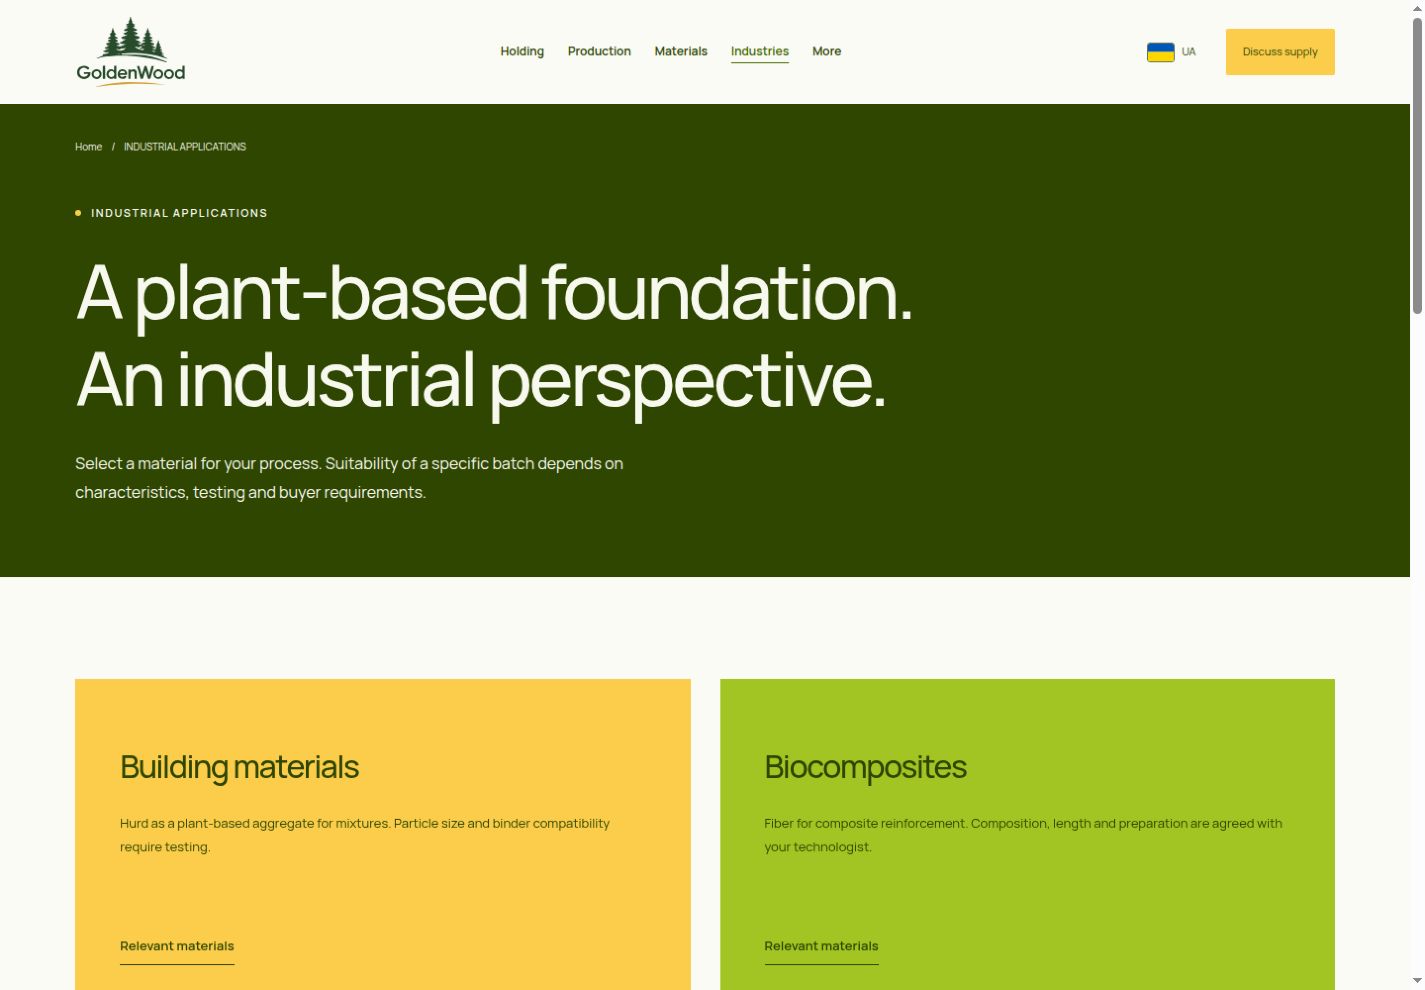 GoldenWood
Holding
Production
Materials
Industries
More
UA
Discuss supply
Home / INDUSTRIAL APPLICATIONS
INDUSTRIAL APPLICATIONS
A plant-based foundation.
An industrial perspective.
Select a material for your process. Suitability of a specific batch depends on
characteristics, testing and buyer requirements.
Building materials
Hurd as a plant-based aggregate for mixtures. Particle size and binder compatibility
require testing.
Relevant materials
Biocomposites
Fiber for composite reinforcement. Composition, length and preparation are agreed with
your technologist.
Relevant materials